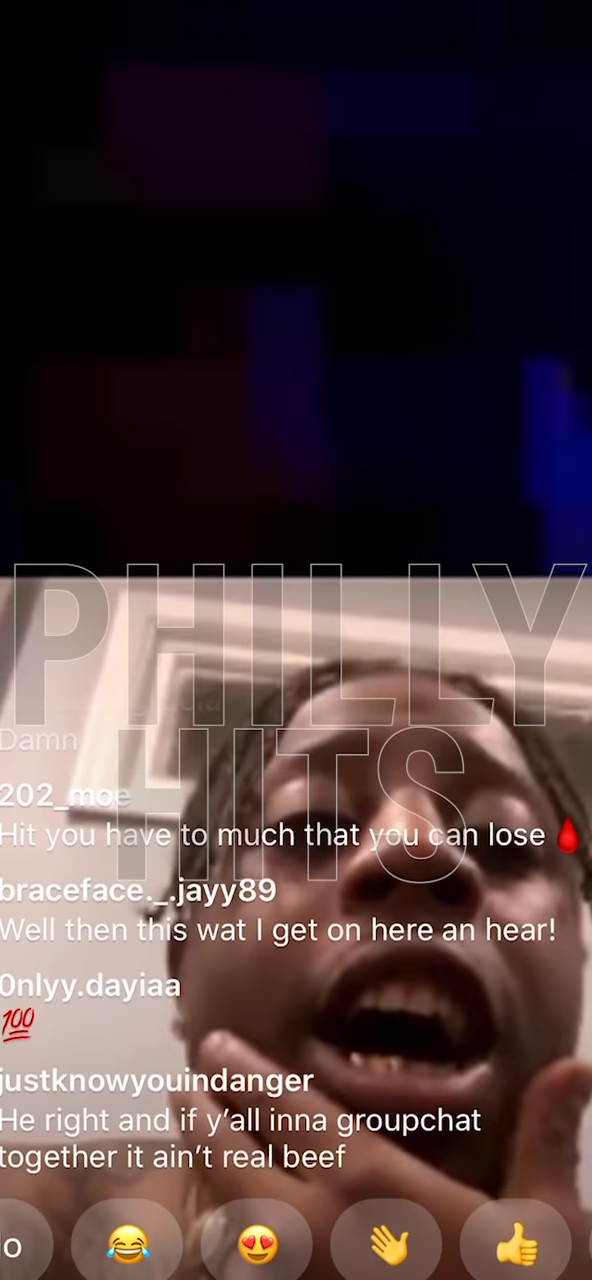 PHILLY
HITS
Damn
202_moe
Hit you have to much that you can lose 🩸
braceface._.jayy89
Well then this wat I get on here an hear!
0nlyy.dayiaa
💯
justknowyouindanger
He right and if y’all inna groupchat
together it ain’t real beef
lo 😂 😍 👋 👍